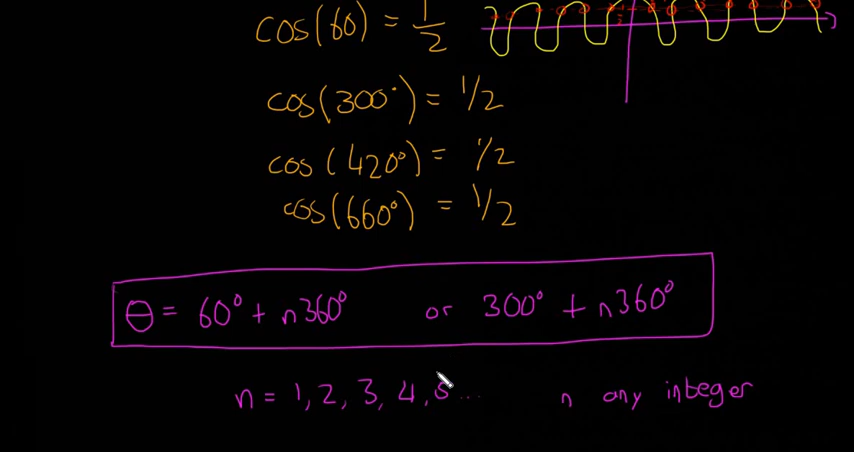 cos(60) = 1/2
cos(300°) = 1/2
cos(420°) = 1/2
cos(660°) = 1/2
θ = 60° + n360° or 300° + n360°
n = 1, 2, 3, 4, 5 ... n any integer